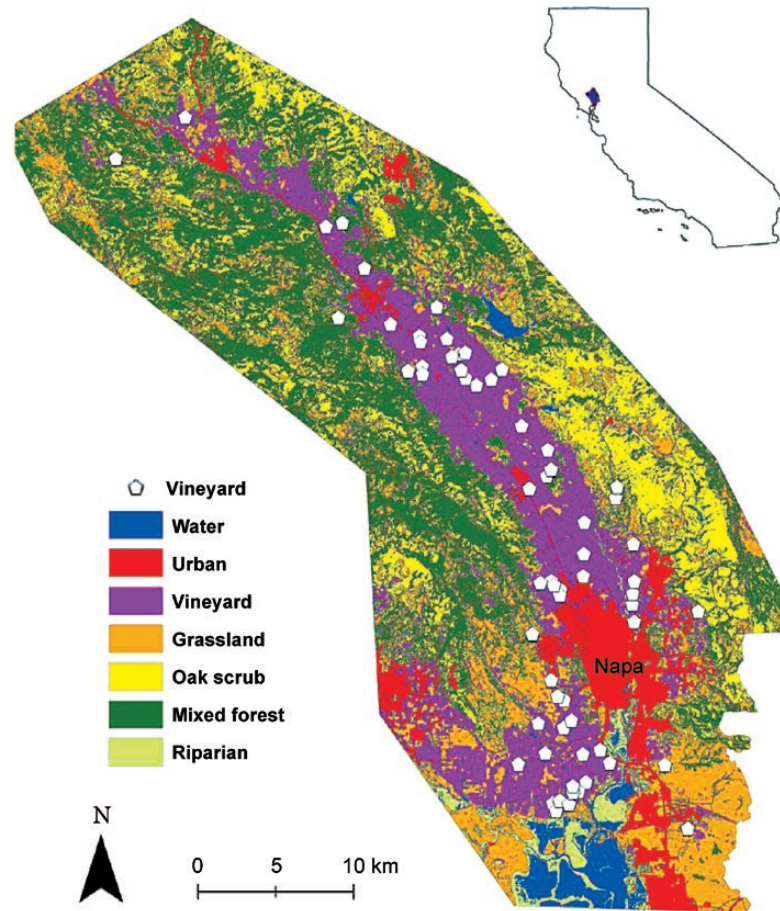 Vineyard
Water
Urban
Vineyard
Grassland
Oak scrub
Mixed forest
Riparian
Napa
N
0 5 10 km